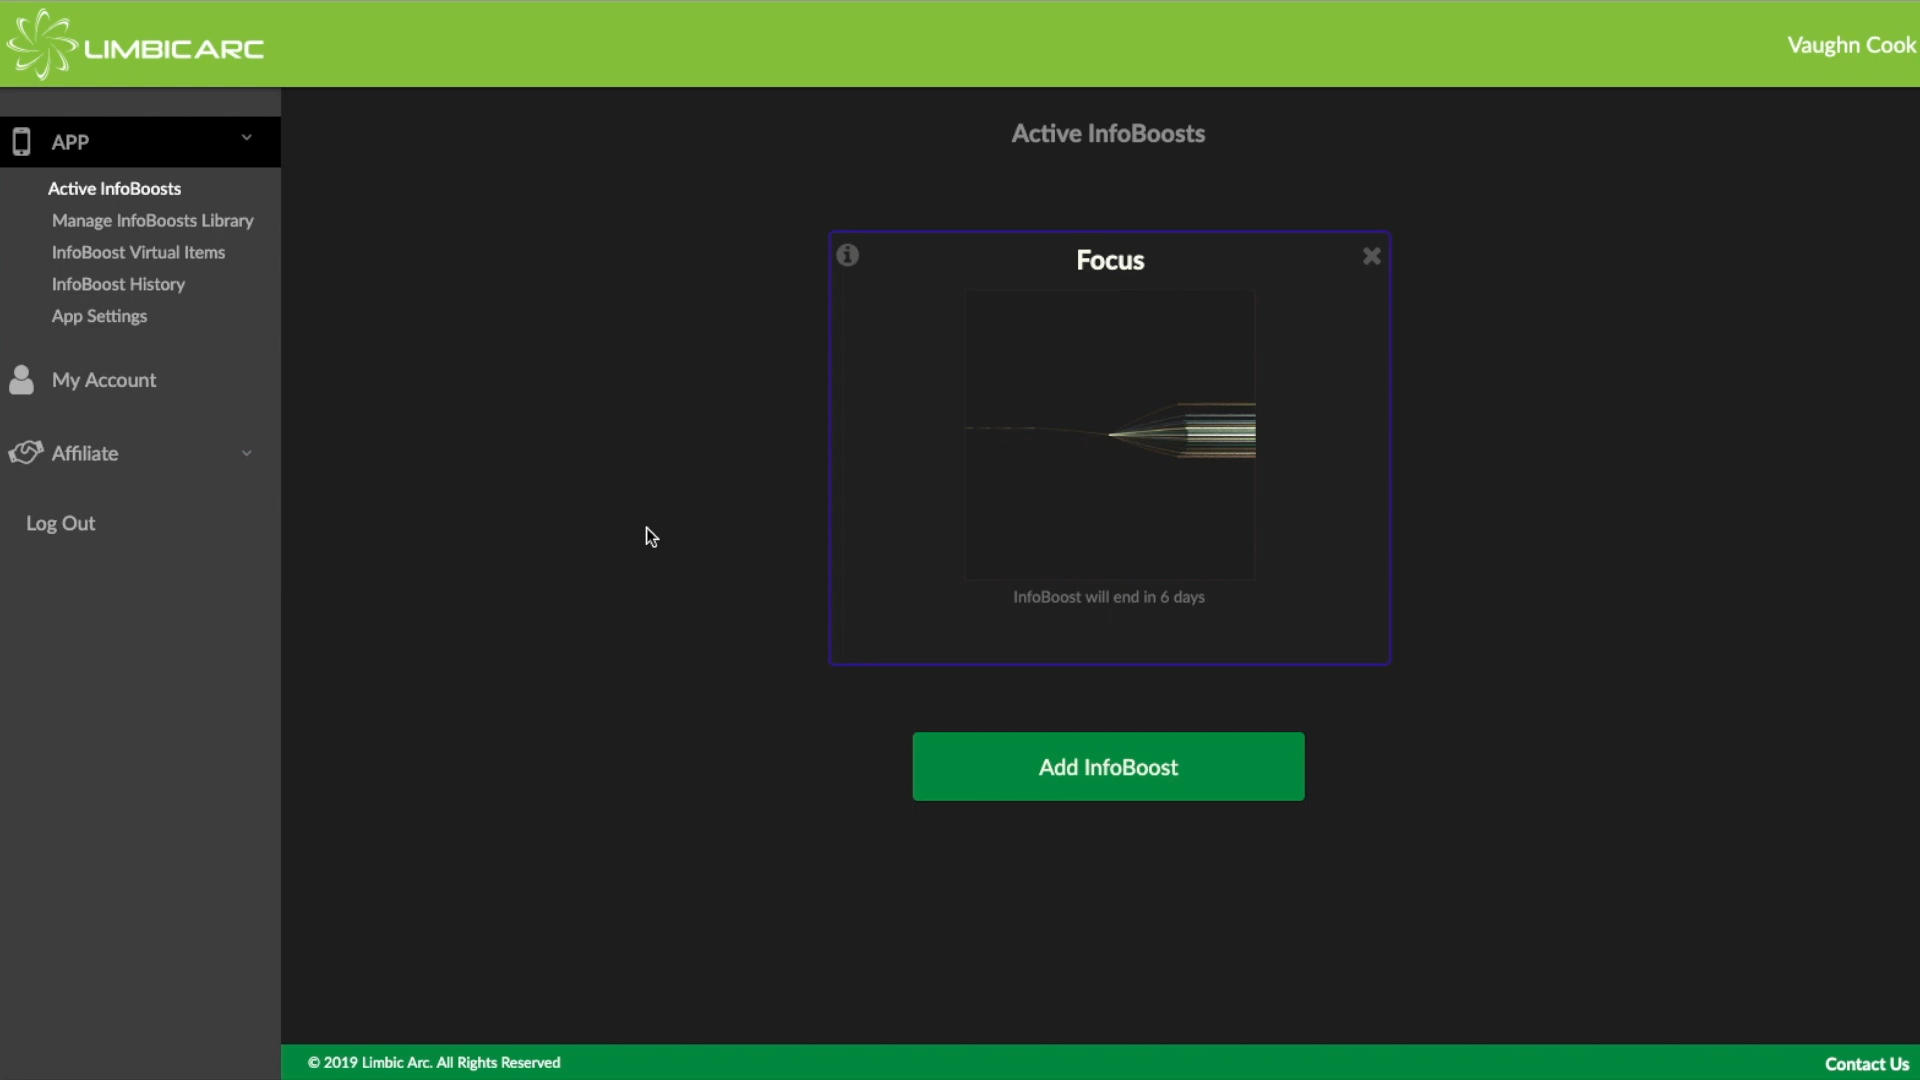 LIMBIC ARC
Vaughn Cook
APP
Active InfoBoosts
Manage InfoBoosts Library
InfoBoost Virtual Items
InfoBoost History
App Settings
My Account
Affiliate
Log Out
Active InfoBoosts
Focus
InfoBoost will end in 6 days
Add InfoBoost
© 2019 Limbic Arc. All Rights Reserved
Contact Us